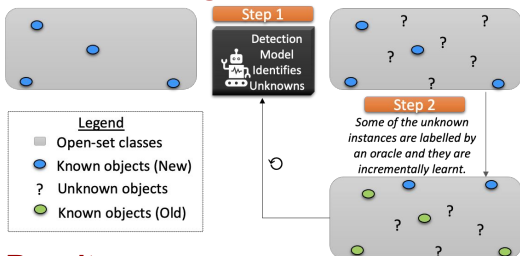 Step 1
Detection
Model
Identifies
Unknowns
? ? ? ? ? ?
Step 2
Some of the unknown
instances are labelled by
an oracle and they are
incrementally learnt.
Legend
Open-set classes
Known objects (New)
? Unknown objects
Known objects (Old)
? ? ? ?